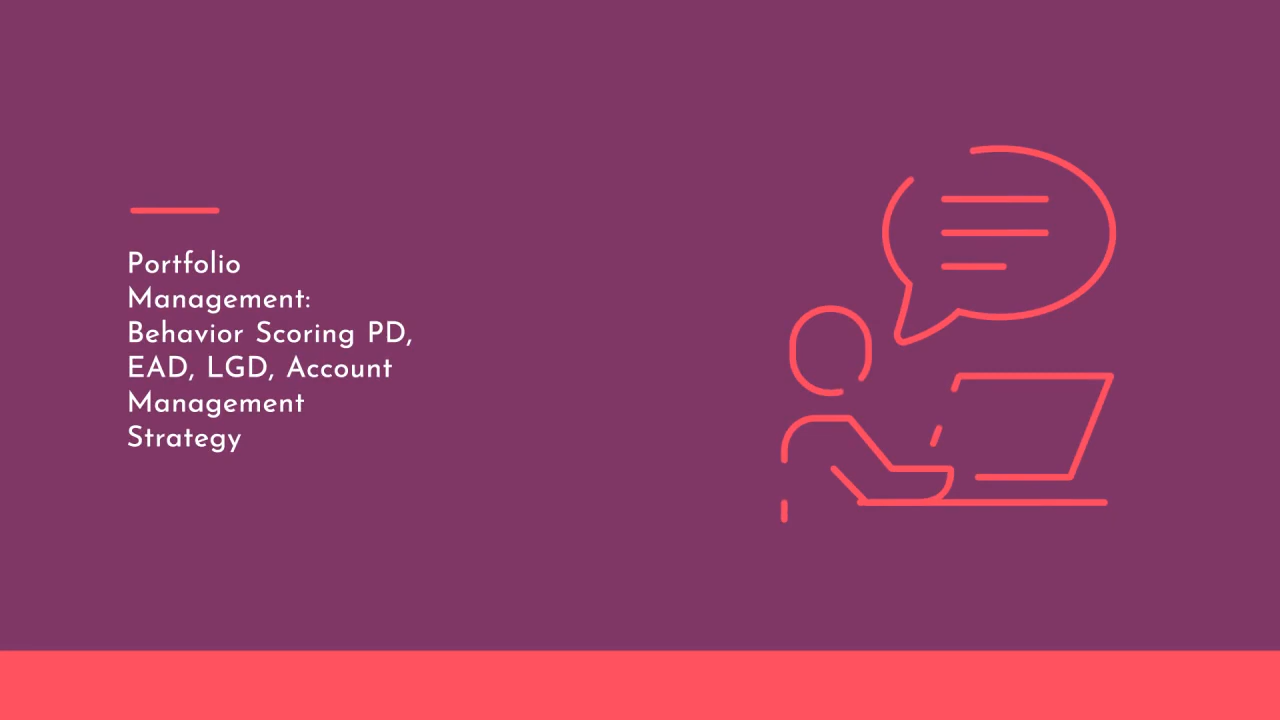 Portfolio
Management:
Behavior Scoring PD,
EAD, LGD, Account
Management
Strategy